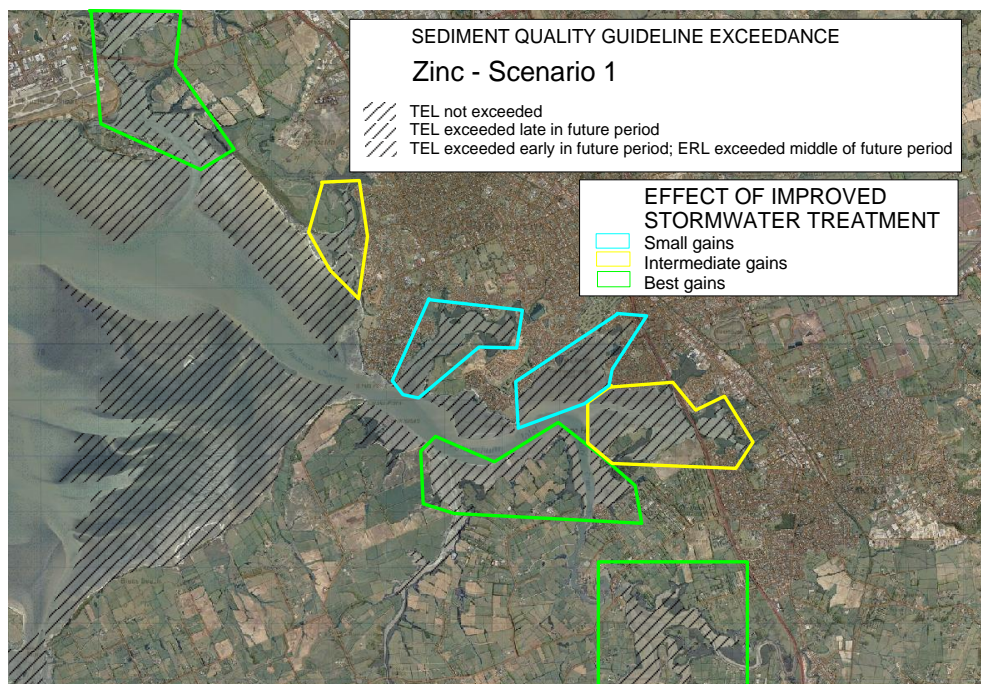 SEDIMENT QUALITY GUIDELINE EXCEEDANCE
Zinc - Scenario 1
TEL not exceeded
TEL exceeded late in future period
TEL exceeded early in future period; ERL exceeded middle of future period
EFFECT OF IMPROVED
STORMWATER TREATMENT
Small gains
Intermediate gains
Best gains